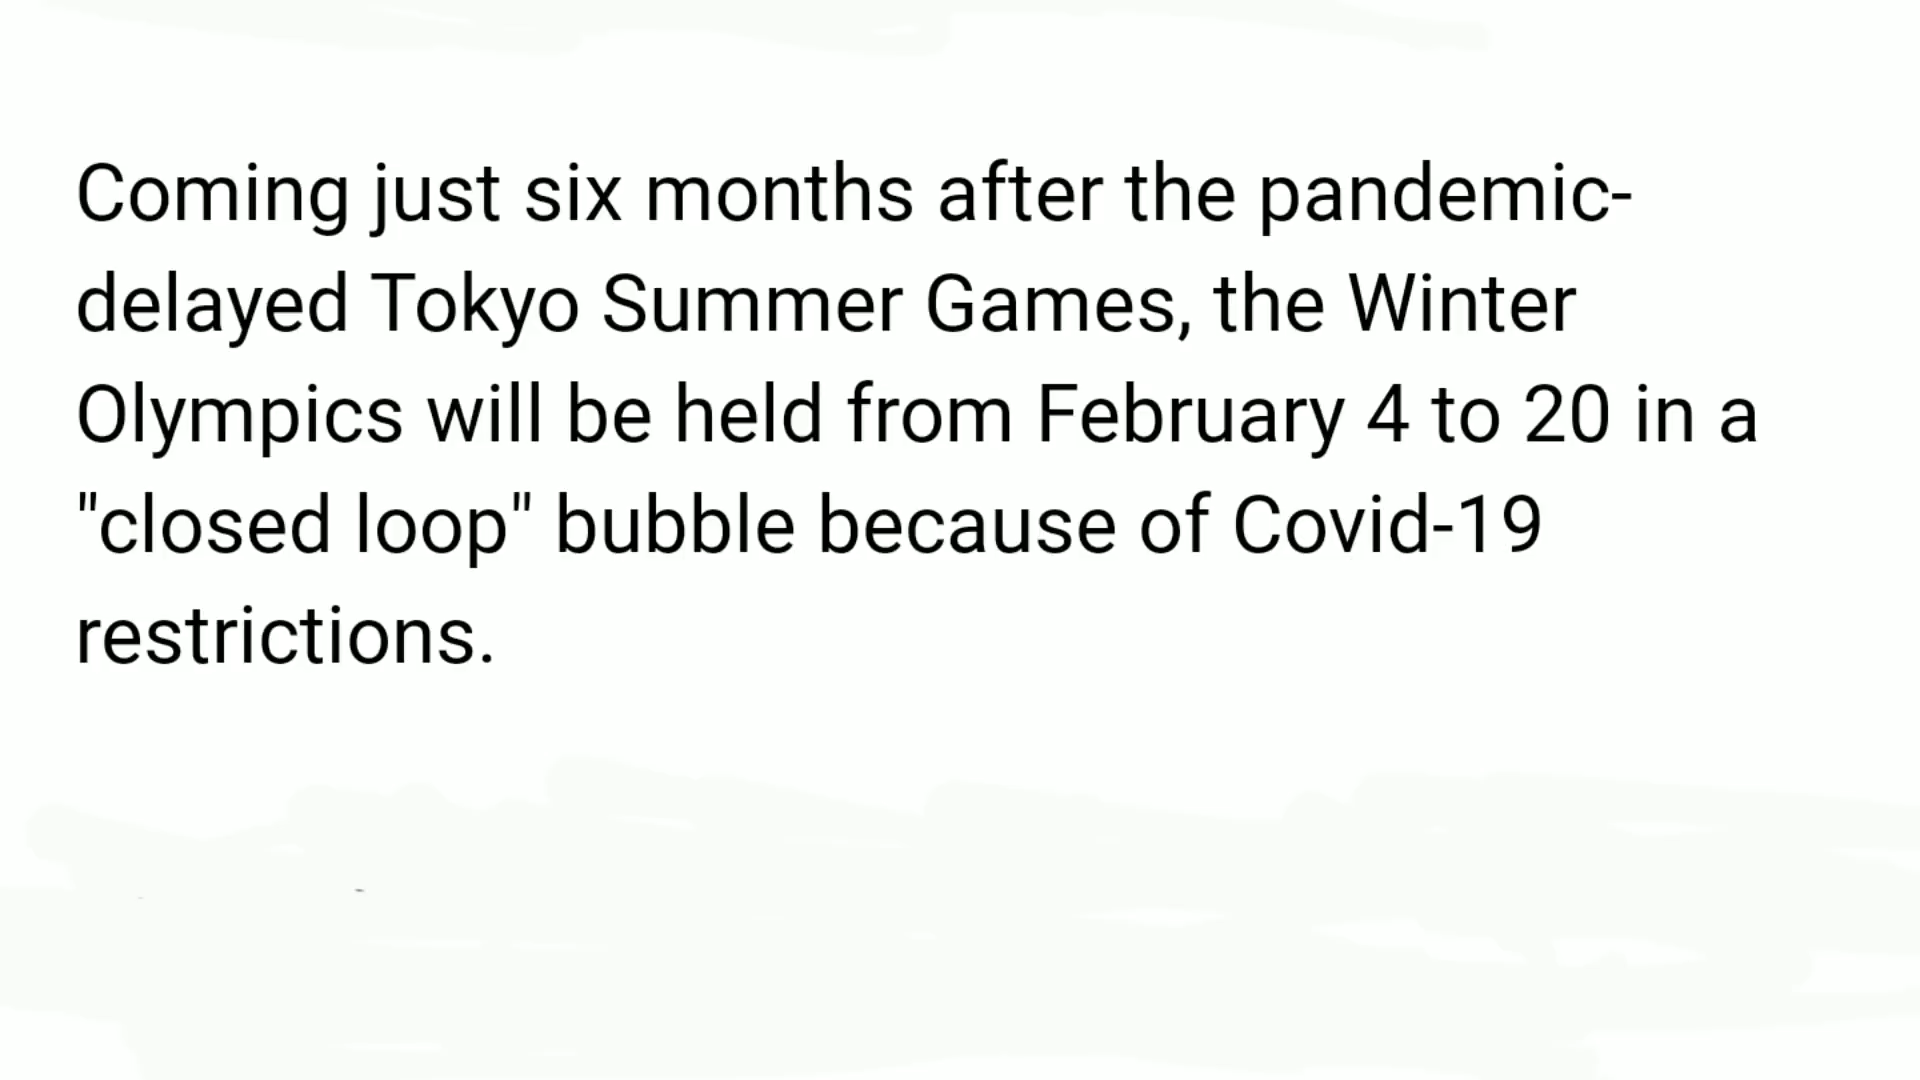 Coming just six months after the pandemic-
delayed Tokyo Summer Games, the Winter
Olympics will be held from February 4 to 20 in a
"closed loop" bubble because of Covid-19
restrictions.